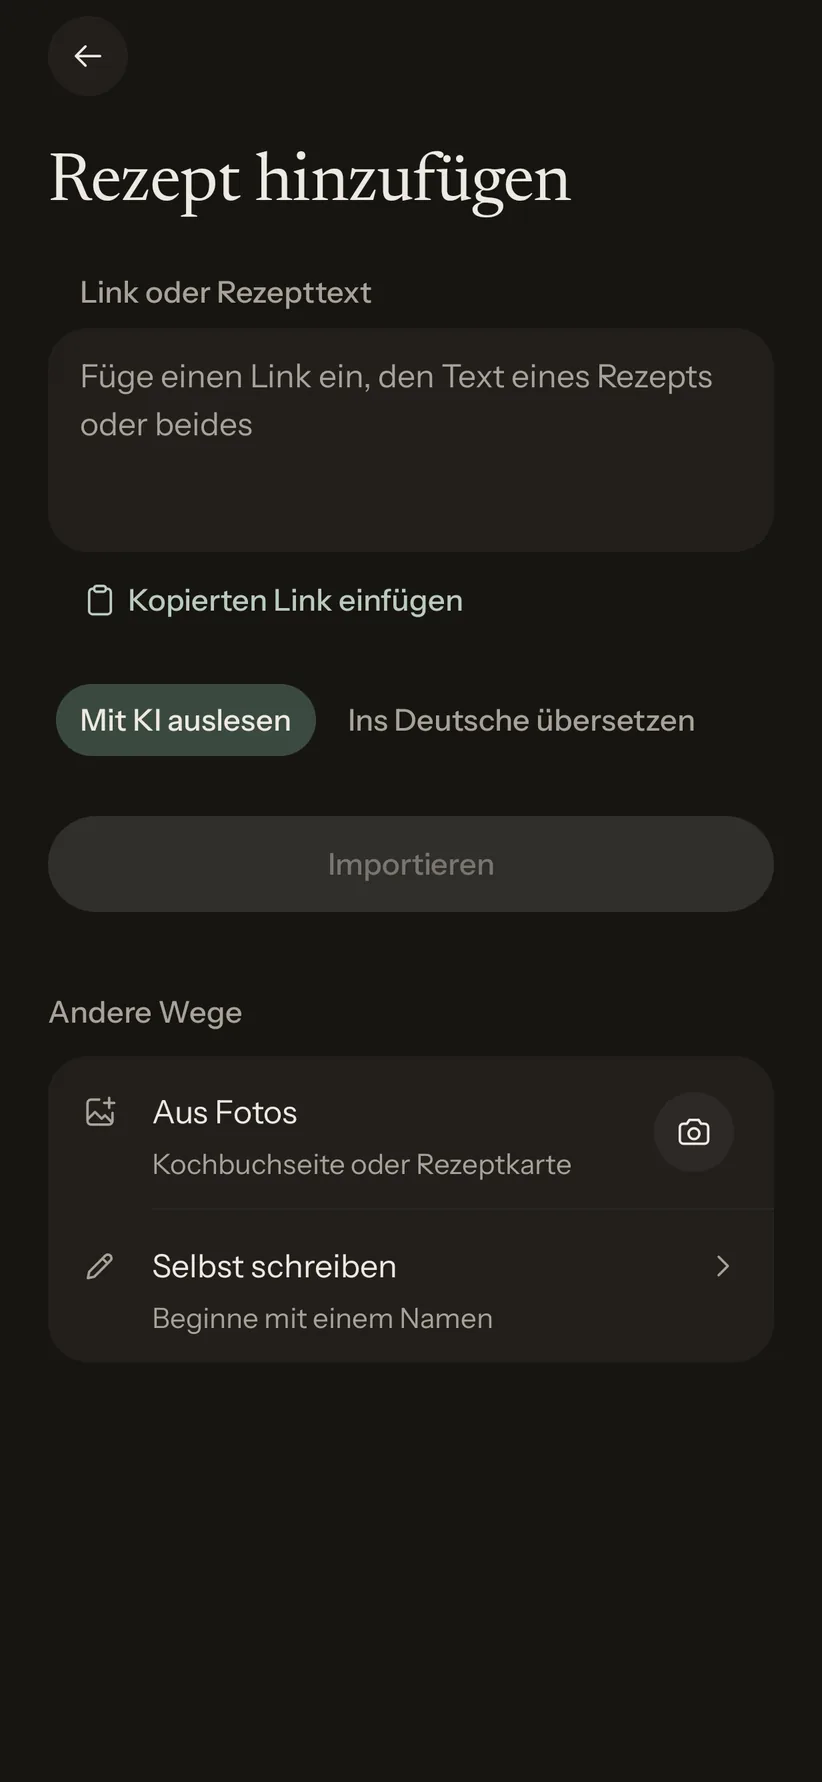 Rezept hinzufügen
Link oder Rezepttext
Füge einen Link ein, den Text eines Rezepts
oder beides
Kopierten Link einfügen
Mit KI auslesen
Ins Deutsche übersetzen
Importieren
Andere Wege
Aus Fotos
Kochbuchseite oder Rezeptkarte
Selbst schreiben
Beginne mit einem Namen